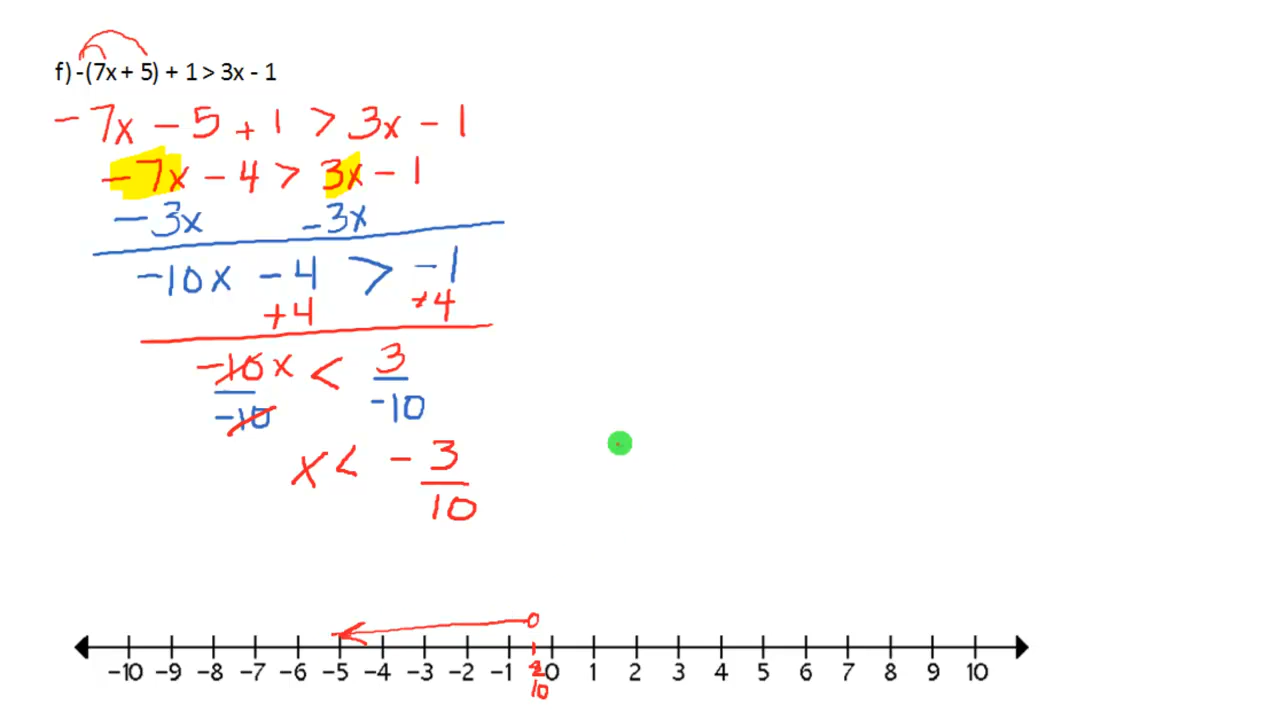 f) -(7x + 5) + 1 > 3x - 1
-7x - 5 + 1 > 3x - 1
-7x - 4 > 3x - 1
-3x -3x
-10x - 4 > -1
+4 +4
-10x < 3
-10 -10
x < - 3
10
-10 -9 -8 -7 -6 -5 -4 -3 -2 -1 0 1 2 3 4 5 6 7 8 9 10
10